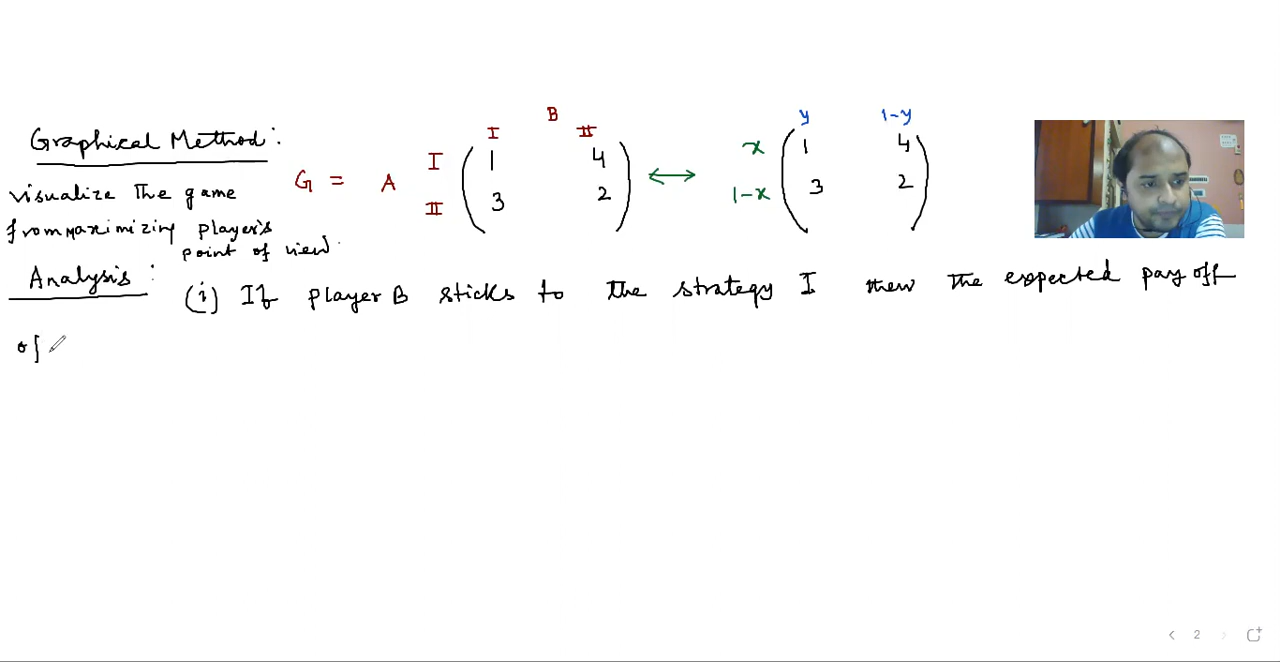 Graphical Method:
visualize the game
from maximizing player's
point of view.
B
I II
G = A I ( 1 4
II 3 2 ) ↔
y 1-y
x ( 1 4
1-x 3 2 )
Analysis:
(i) If player B sticks to the strategy I then the expected pay off
of
2